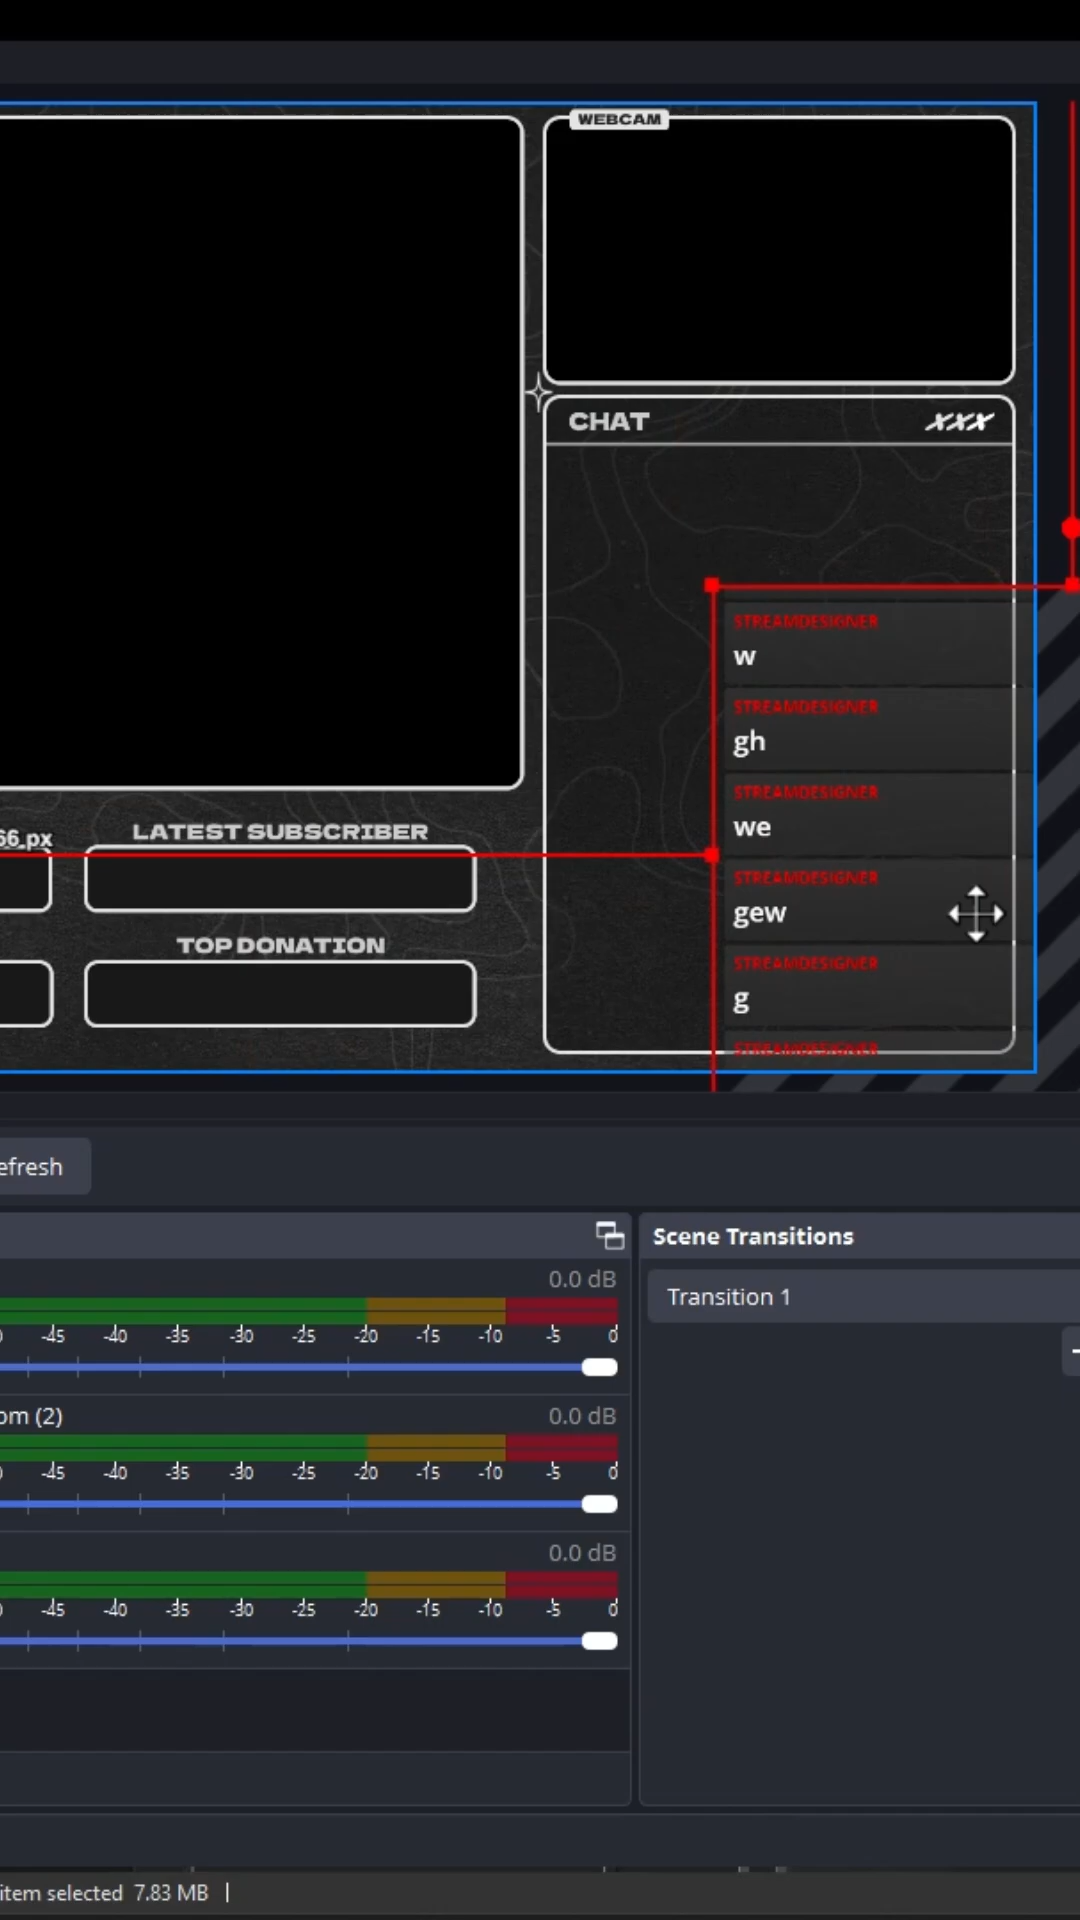 WEBCAM
CHAT
XXX
STREAMDESIGNER
w
STREAMDESIGNER
gh
STREAMDESIGNER
we
STREAMDESIGNER
gew
STREAMDESIGNER
g
STREAMDESIGNER
66 px
LATEST SUBSCRIBER
TOP DONATION
efresh
Scene Transitions
Transition 1
0.0 dB
-45 -40 -35 -30 -25 -20 -15 -10 -5 0
om (2) 0.0 dB
-45 -40 -35 -30 -25 -20 -15 -10 -5 0
0.0 dB
-45 -40 -35 -30 -25 -20 -15 -10 -5 0
item selected 7.83 MB